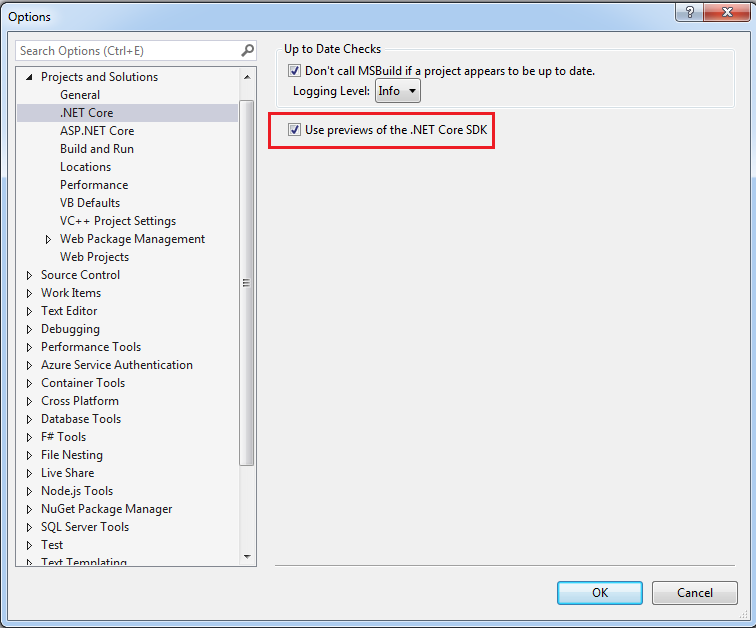 Options
?
Search Options (Ctrl+E)
Projects and Solutions
General
.NET Core
ASP.NET Core
Build and Run
Locations
Performance
VB Defaults
VC++ Project Settings
Web Package Management
Web Projects
Source Control
Work Items
Text Editor
Debugging
Performance Tools
Azure Service Authentication
Container Tools
Cross Platform
Database Tools
F# Tools
File Nesting
Live Share
Node.js Tools
NuGet Package Manager
SQL Server Tools
Test
Text Templating
Up to Date Checks
Don't call MSBuild if a project appears to be up to date.
Logging Level: Info
Use previews of the .NET Core SDK
OK Cancel